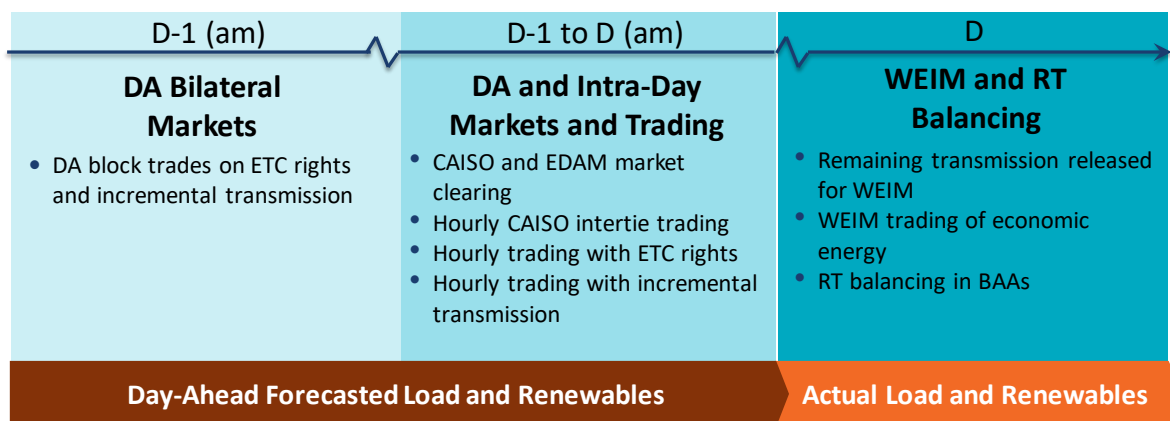 D-1 (am)
D-1 to D (am)
D
DA Bilateral
Markets
• DA block trades on ETC rights
and incremental transmission
DA and Intra-Day
Markets and Trading
• CAISO and EDAM market
clearing
• Hourly CAISO intertie trading
• Hourly trading with ETC rights
• Hourly trading with incremental
transmission
WEIM and RT
Balancing
• Remaining transmission released
for WEIM
• WEIM trading of economic
energy
• RT balancing in BAAs
Day-Ahead Forecasted Load and Renewables
Actual Load and Renewables